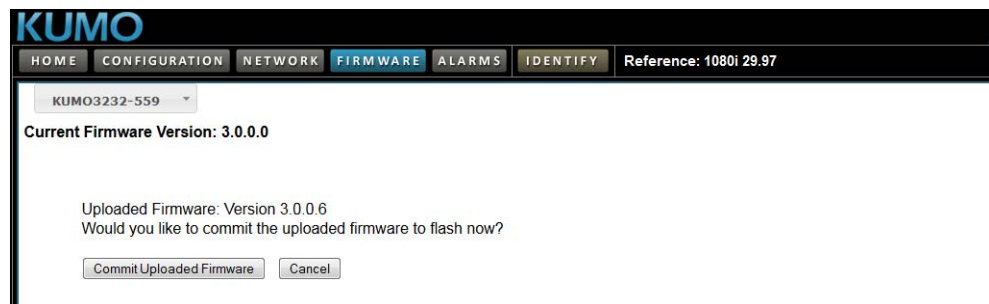 KUMO
HOME CONFIGURATION NETWORK FIRMWARE ALARMS IDENTIFY Reference: 1080i 29.97
KUMO3232-559
Current Firmware Version: 3.0.0.0
Uploaded Firmware: Version 3.0.0.6
Would you like to commit the uploaded firmware to flash now?
Commit Uploaded Firmware Cancel